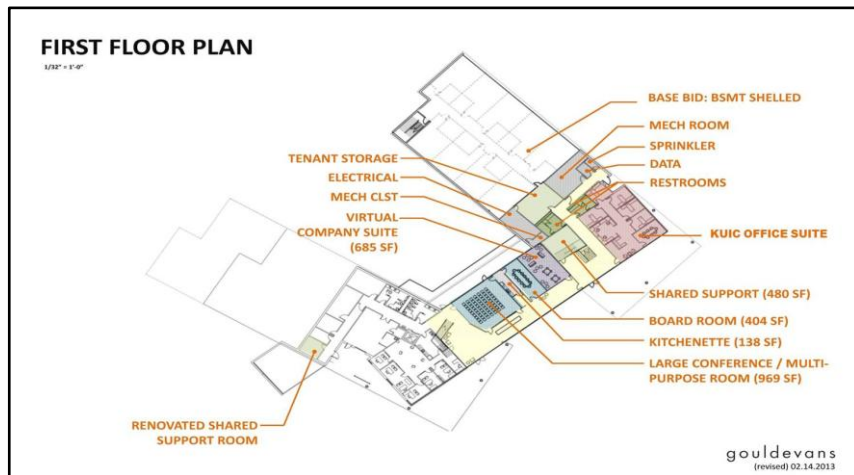 FIRST FLOOR PLAN
1/32" = 1'-0"
BASE BID: BSMT SHELLED
MECH ROOM
SPRINKLER
DATA
RESTROOMS
KUIC OFFICE SUITE
SHARED SUPPORT (480 SF)
BOARD ROOM (404 SF)
KITCHENETTE (138 SF)
LARGE CONFERENCE / MULTI-
PURPOSE ROOM (969 SF)
TENANT STORAGE
ELECTRICAL
MECH CLST
VIRTUAL
COMPANY SUITE
(685 SF)
RENOVATED SHARED
SUPPORT ROOM
gouldevans
(revised) 02.14.2013